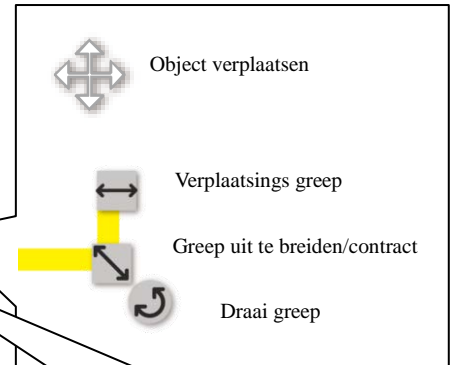 Object verplaatsen
Verplaatsings greep
Greep uit te breiden/contract
Draai greep